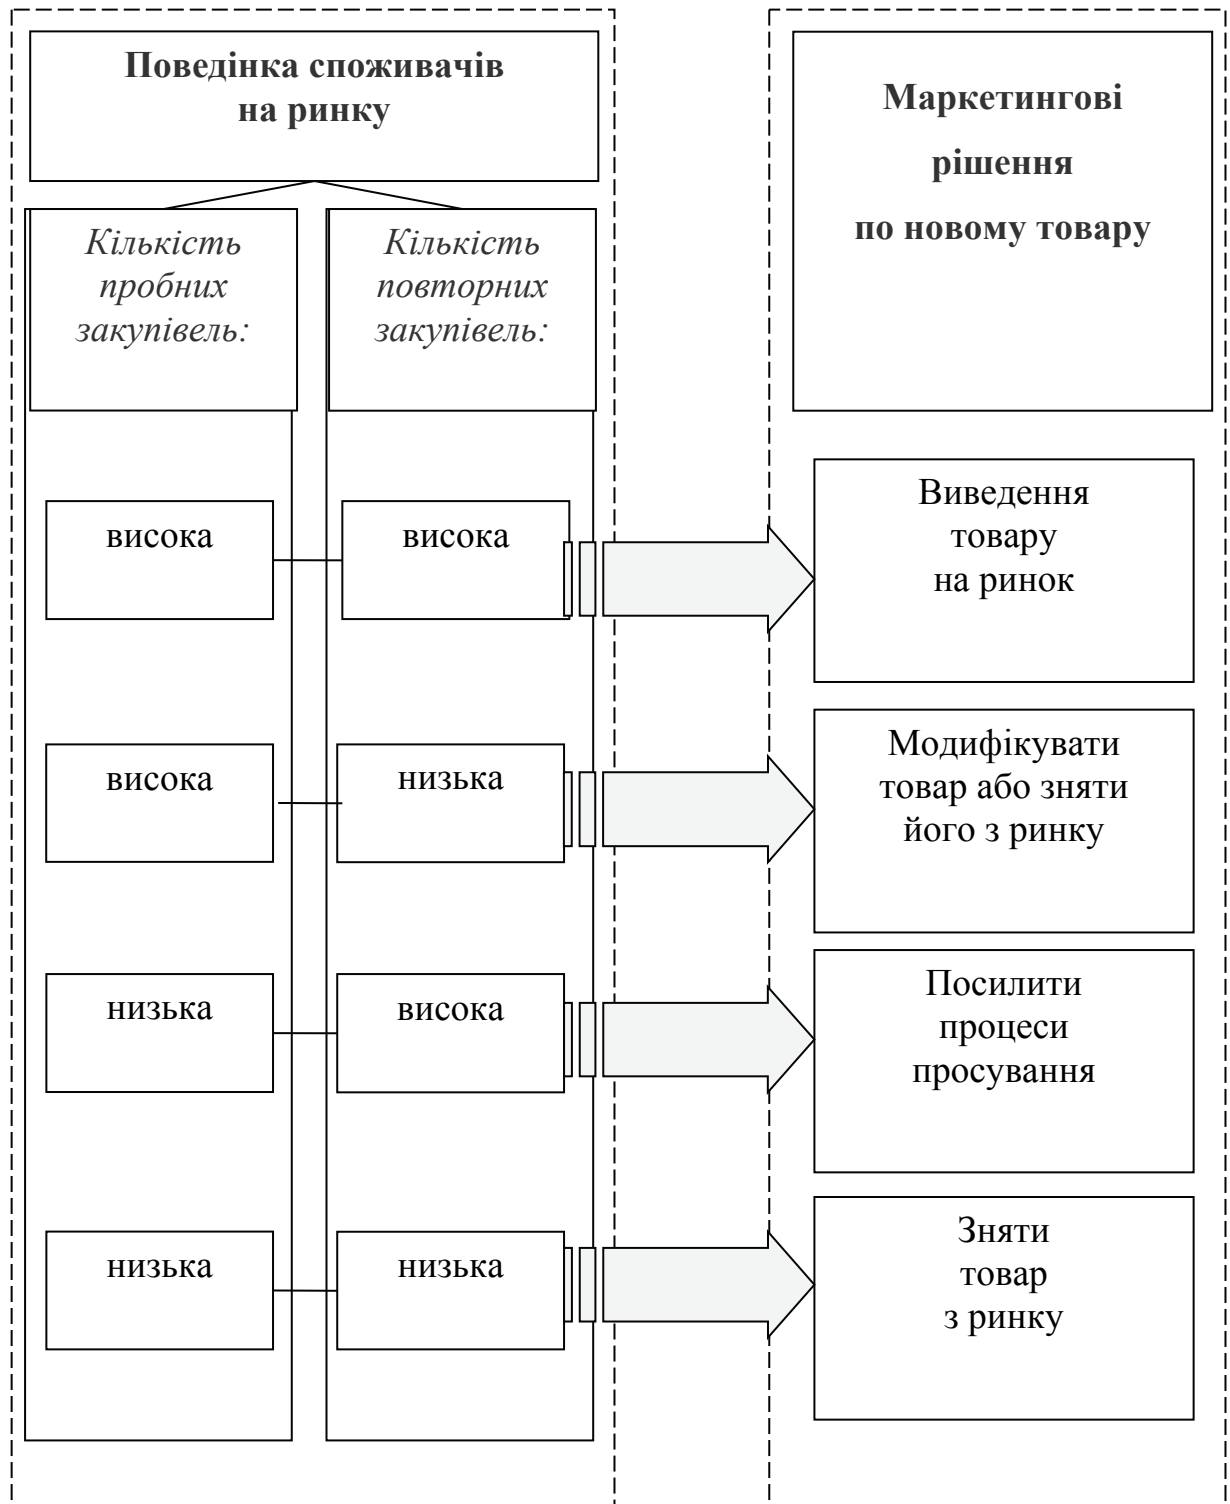 Поведінка споживачів
на ринку
Маркетингові
рішення
по новому товару
Кількість
пробних
закупівель:
Кількість
повторних
закупівель:
висока
висока
Виведення
товару
на ринок
висока
низька
Модифікувати
товар або зняти
його з ринку
низька
висока
Посилити
процеси
просування
низька
низька
Зняти
товар
з ринку